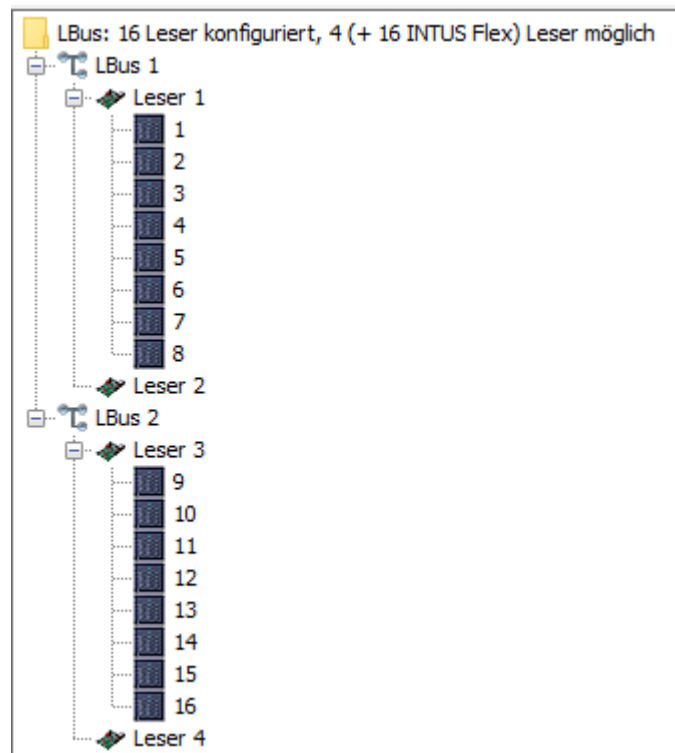 LBus: 16 Leser konfiguriert, 4 (+ 16 INTUS Flex) Leser möglich
LBus 1
Leser 1
1
2
3
4
5
6
7
8
Leser 2
LBus 2
Leser 3
9
10
11
12
13
14
15
16
Leser 4